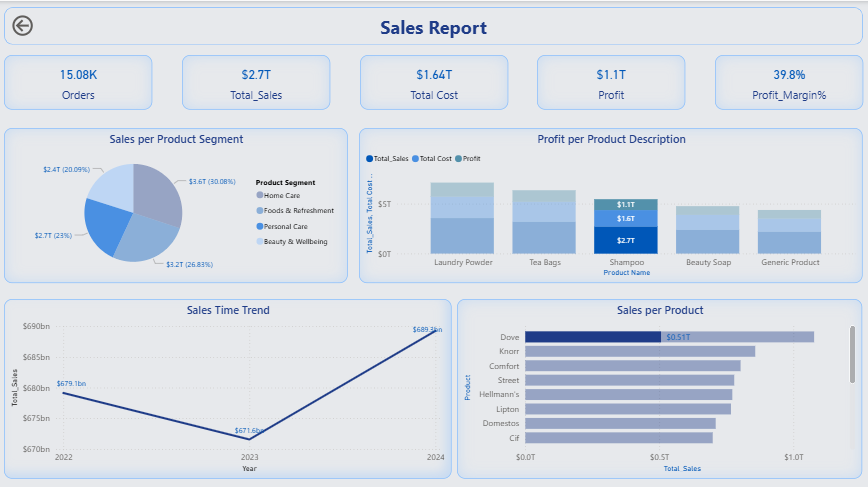 Sales Report
15.08K
Orders
$2.7T
Total_Sales
$1.64T
Total Cost
$1.1T
Profit
39.8%
Profit_Margin%
Sales per Product Segment
$2.4T (20.09%)
$3.6T (30.08%)
$2.7T (23%)
$3.2T (26.83%)
Product Segment
Home Care
Foods & Refreshment
Personal Care
Beauty & Wellbeing
Profit per Product Description
Total_Sales Total Cost Profit
Total_Sales, Total Cost ...
$5T
$0T
$1.1T
$1.6T
$2.7T
Laundry Powder Tea Bags Shampoo Beauty Soap Generic Product
Product Name
Sales Time Trend
Total_Sales
$690bn
$685bn
$680bn
$675bn
$670bn
$679.1bn
$671.6bn
$689.3bn
2022 2023 2024
Year
Sales per Product
Product
Dove
$0.51T
Knorr
Comfort
Street
Hellmann's
Lipton
Domestos
Cif
$0.0T $0.5T $1.0T
Total_Sales